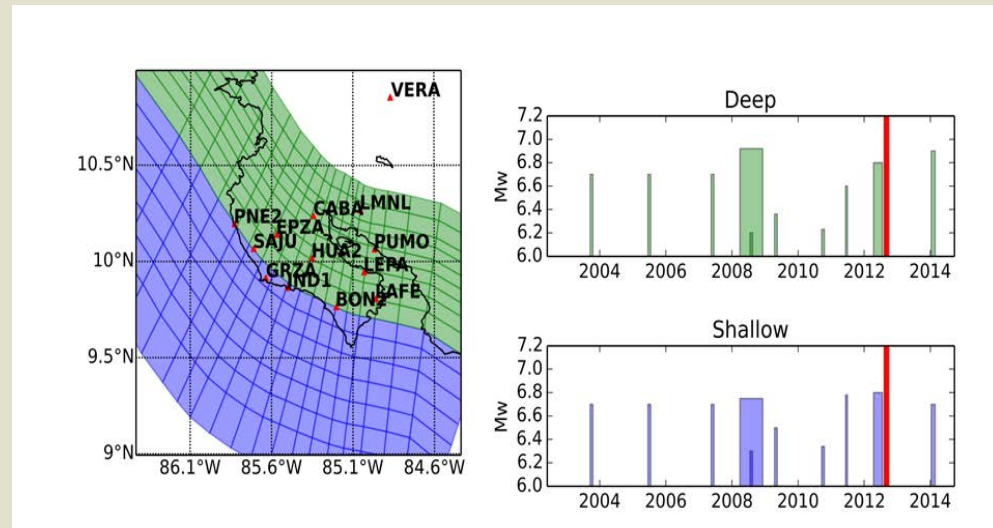 VERA
10.5°N
CABA LMNL
PNE2
EPZA
SAJU
HUA2
PUMO
10°N
GRZA
LEPA
IND1
LAFE
BON2
9.5°N
9°N
86.1°W 85.6°W 85.1°W 84.6°W
Deep
Mw
7.2
7.0
6.8
6.6
6.4
6.2
6.0
2004 2006 2008 2010 2012 2014
Shallow
Mw
7.2
7.0
6.8
6.6
6.4
6.2
6.0
2004 2006 2008 2010 2012 2014